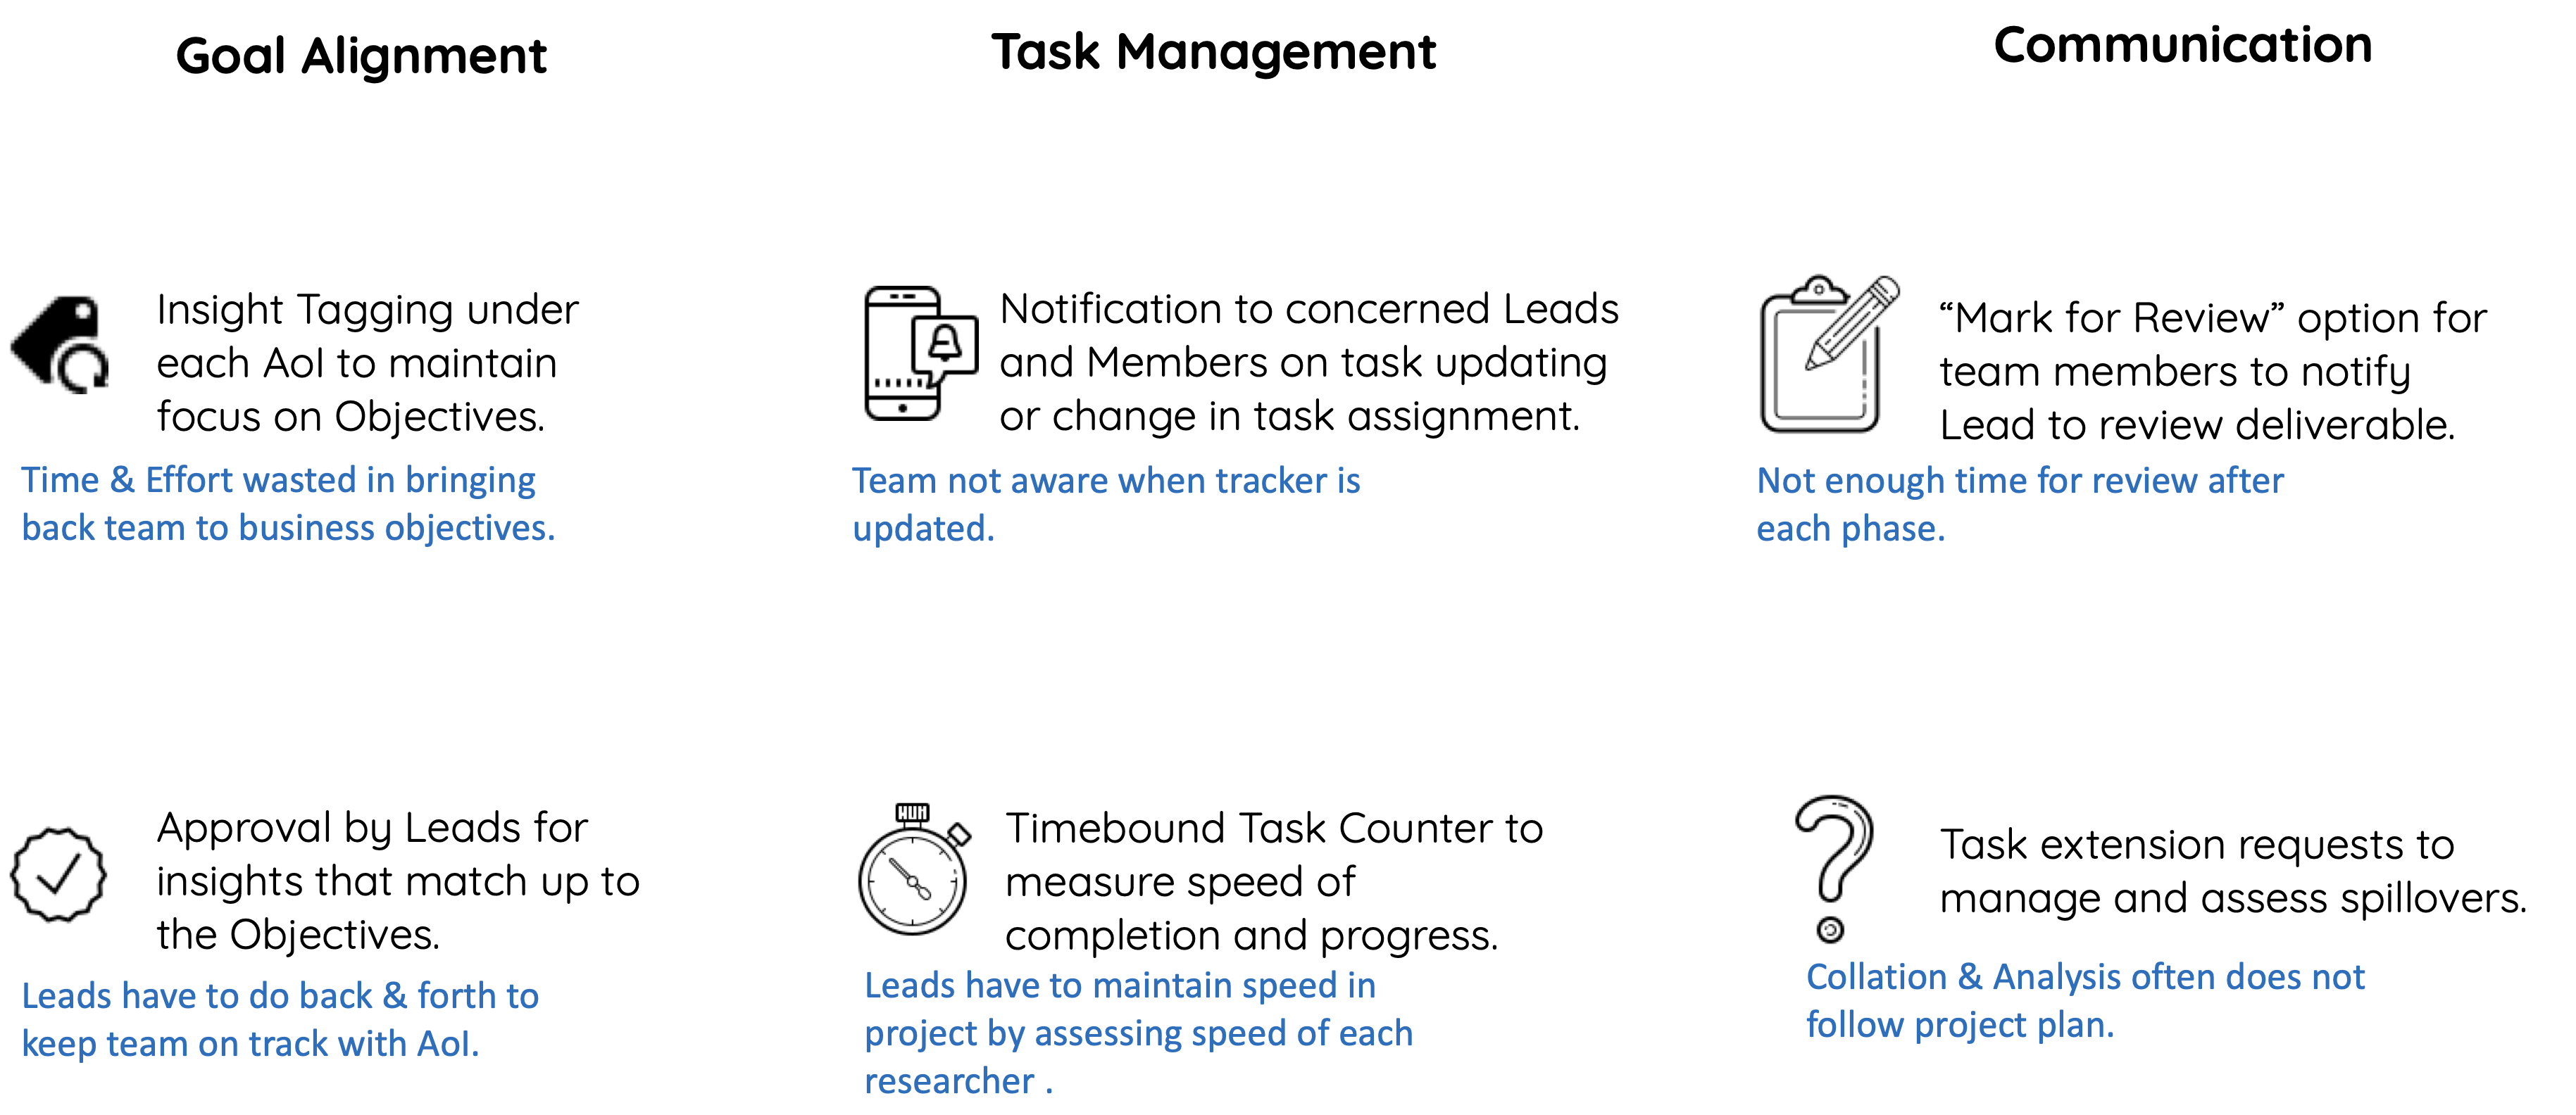 Goal Alignment
Task Management
Communication
Insight Tagging under
each AoI to maintain
focus on Objectives.
Time & Effort wasted in bringing
back team to business objectives.
Notification to concerned Leads
and Members on task updating
or change in task assignment.
Team not aware when tracker is
updated.
“Mark for Review” option for
team members to notify
Lead to review deliverable.
Not enough time for review after
each phase.
Approval by Leads for
insights that match up to
the Objectives.
Leads have to do back & forth to
keep team on track with AoI.
Timebound Task Counter to
measure speed of
completion and progress.
Leads have to maintain speed in
project by assessing speed of each
researcher .
Task extension requests to
manage and assess spillovers.
Collation & Analysis often does not
follow project plan.